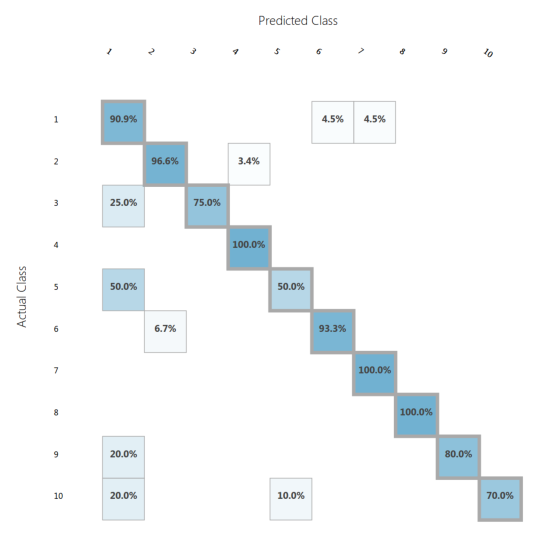 Predicted Class
1 2 3 4 5 6 7 8 9 10
Actual Class
1 90.9% 4.5% 4.5%
2 96.6% 3.4%
3 25.0% 75.0%
4 100.0%
5 50.0% 50.0%
6 6.7% 93.3%
7 100.0%
8 100.0%
9 20.0% 80.0%
10 20.0% 10.0% 70.0%